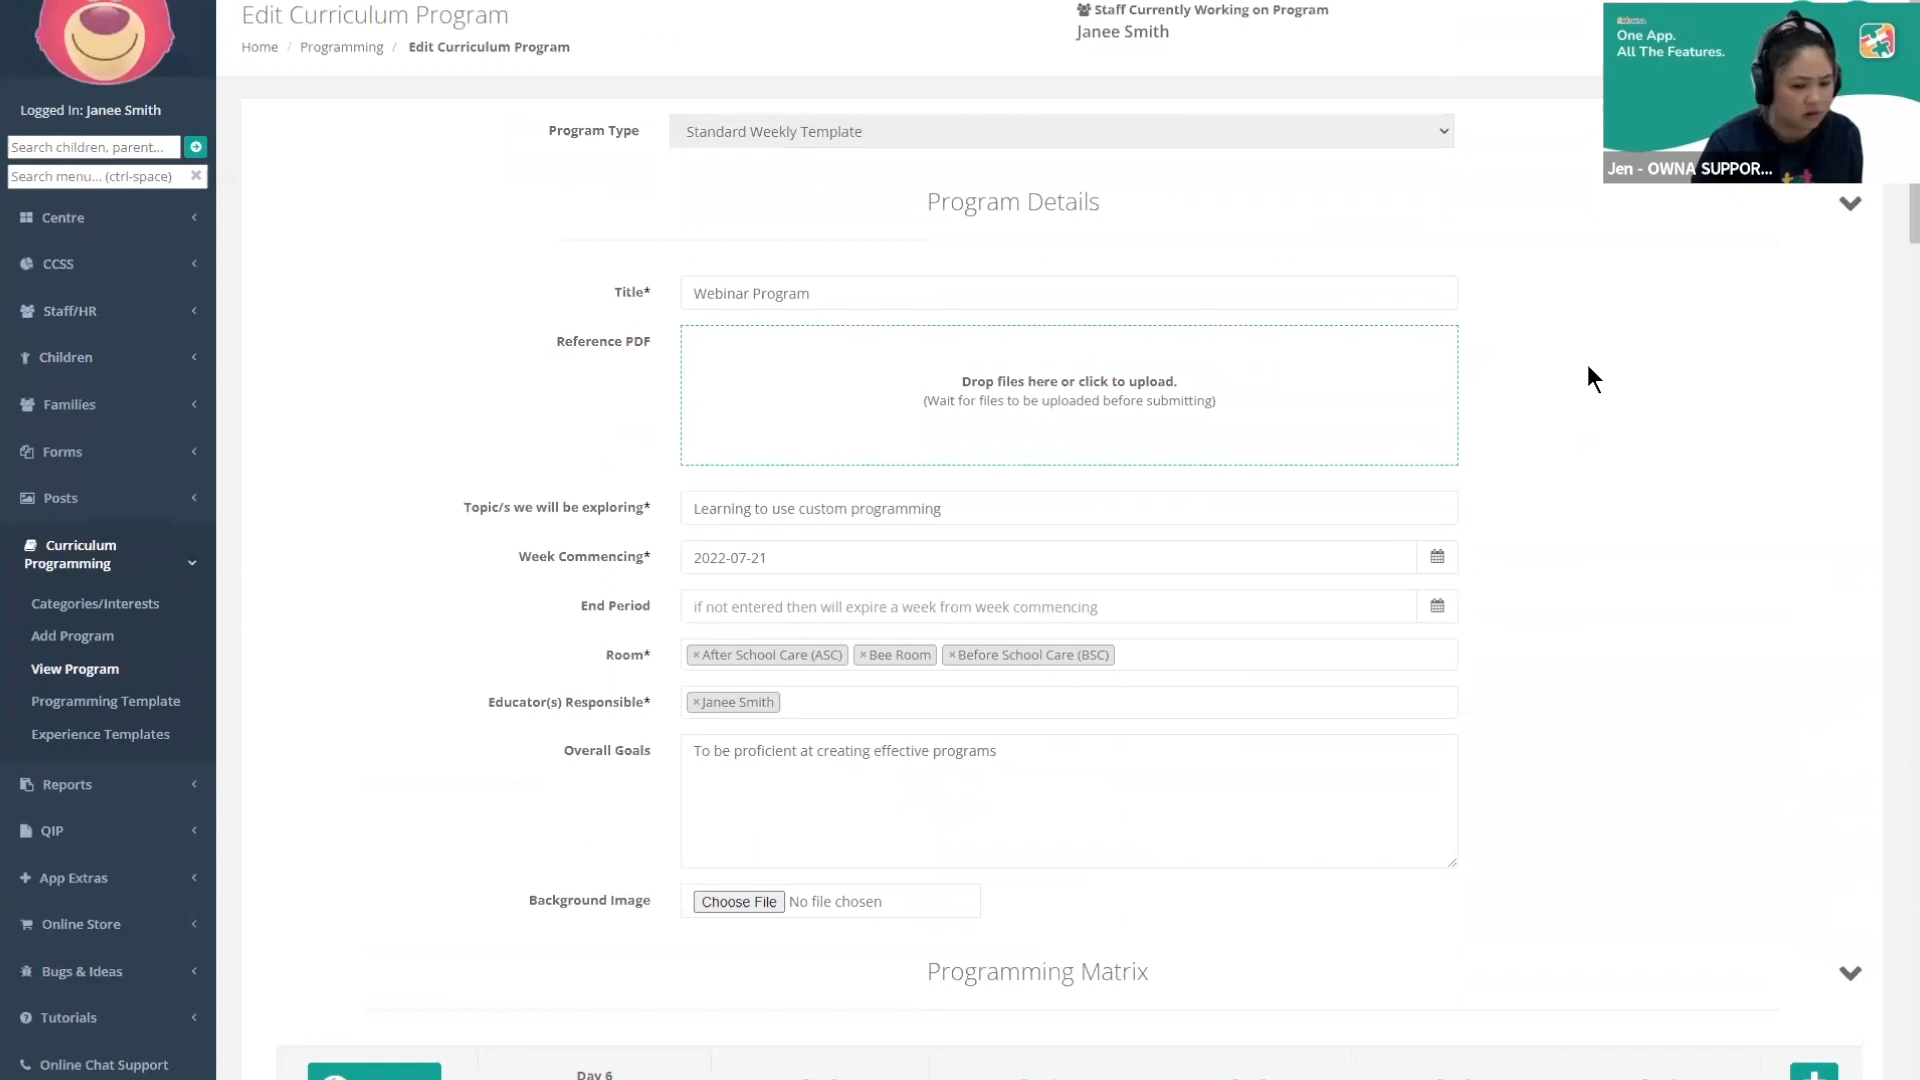 Edit Curriculum Program
Home / Programming / Edit Curriculum Program
Staff Currently Working on Program
Janee Smith
One App.
All The Features.
Jen - OWNA SUPPOR...
Logged In: Janee Smith
Search children, parent...
Search menu... (ctrl-space)
Centre
CCSS
Staff/HR
Children
Families
Forms
Posts
Curriculum
Programming
Categories/Interests
Add Program
View Program
Programming Template
Experience Templates
Reports
QIP
App Extras
Online Store
Bugs & Ideas
Tutorials
Online Chat Support
Program Type Standard Weekly Template
Program Details
Title* Webinar Program
Reference PDF
Drop files here or click to upload.
(Wait for files to be uploaded before submitting)
Topic/s we will be exploring* Learning to use custom programming
Week Commencing* 2022-07-21
End Period if not entered then will expire a week from week commencing
Room* ×After School Care (ASC) ×Bee Room ×Before School Care (BSC)
Educator(s) Responsible* ×Janee Smith
Overall Goals To be proficient at creating effective programs
Background Image Choose File No file chosen
Programming Matrix
Day 6